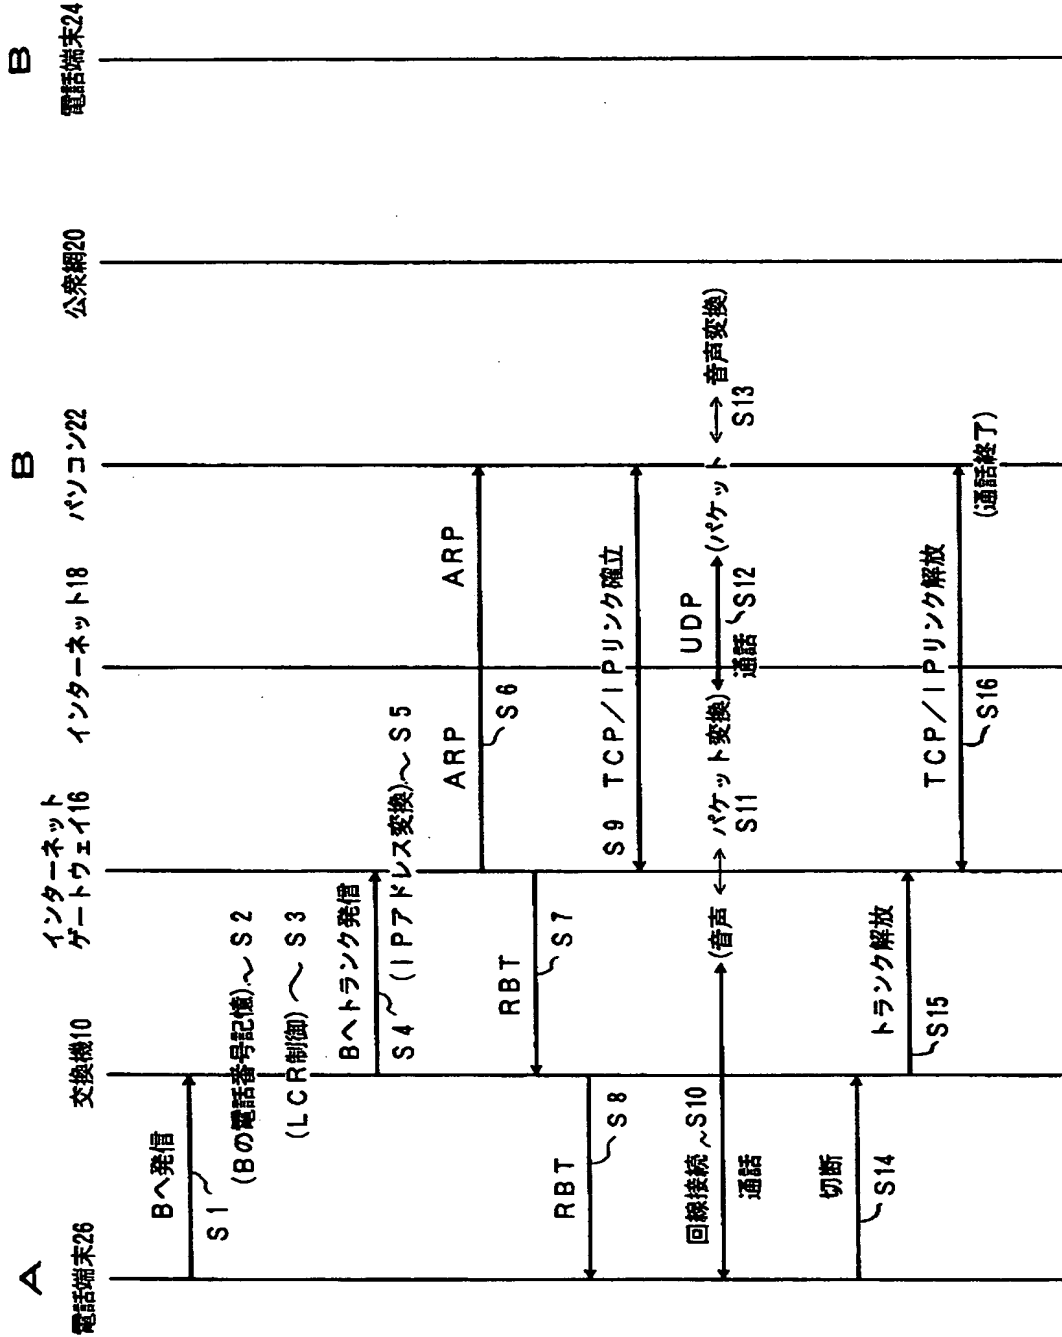 A
電話端末26
交換機10
インターネット
ゲートウェイ16
インターネット18
B
パソコン22
公衆網20
B
電話端末24
Bへ発信
S1
(Bの電話番号記憶)~S2
(LCR制御)~S3
Bへトランク発信
S4
(IPアドレス変換)~S5
ARP
ARP
S6
RBT
S7
RBT
S8
S9 TCP/IPリンク確立
回線接続~S10
通話
(音声
パケット変換)
S11
UDP
通話
S12
(パケット
音声変換)
S13
切断
S14
トランク解放
S15
TCP/IPリンク解放
S16
(通話終了)